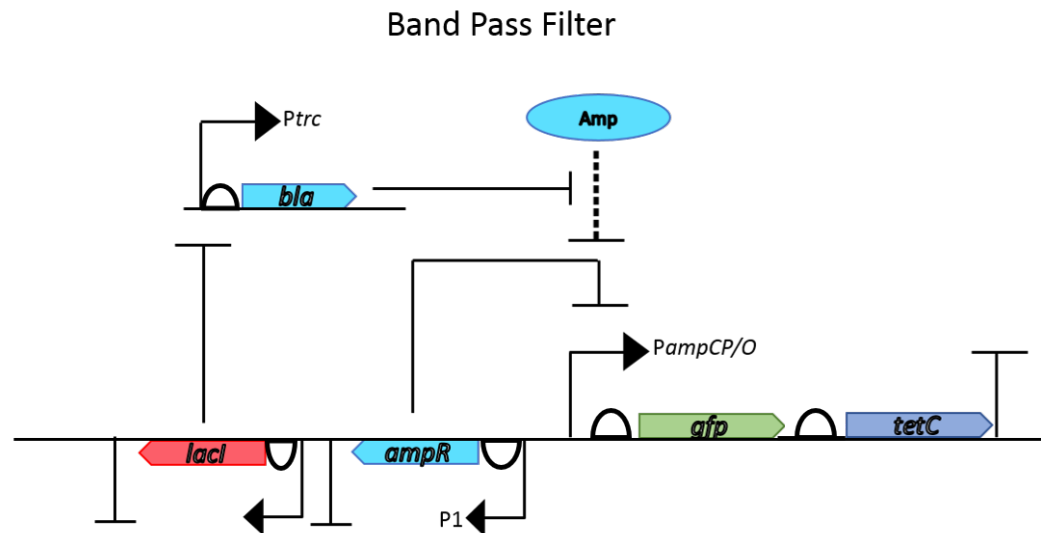 Band Pass Filter
Ptrc
Amp
bla
PampCP/O
gfp
tetC
lacI
ampR
P1